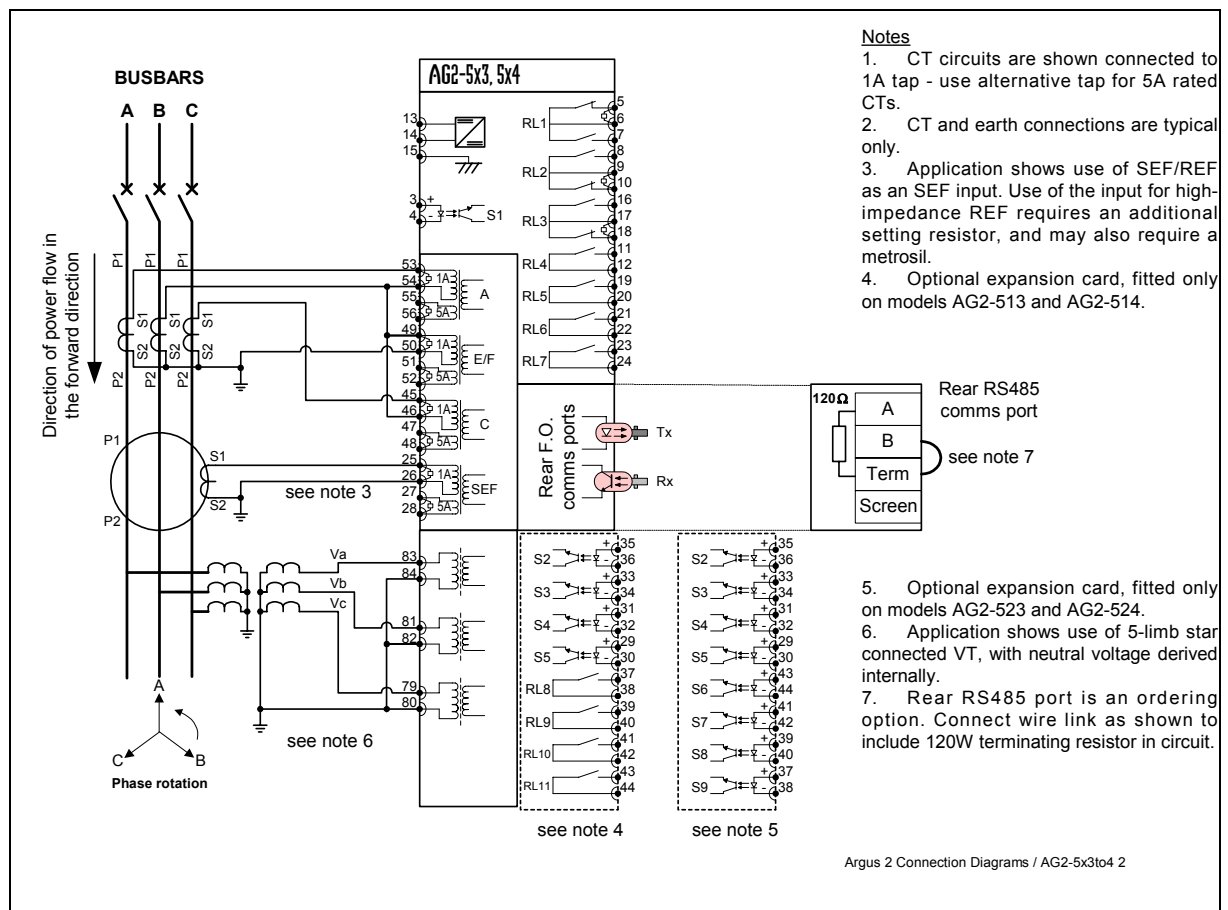 BUSBARS
A B C
Direction of power flow in
the forward direction
P1 P1 P1
S1 S1 S1
S2 S2 S2
P2 P2 P2
P1
S1
S2
P2
see note 3
Va
Vb
Vc
see note 6
A
C B
Phase rotation
AG2-5x3, 5x4
13
14
15
3 +
4 -
S1
53
54 1A
55 A
56 5A
49
50 1A
51 E/F
52 5A
45
46 1A
47 C
48 5A
25
26 1A
27 SEF
28 5A
83
84
81
82
79
80
RL1 5
6
7
RL2 8
9
10
RL3 16
17
18
RL4 11
12
RL5 19
20
RL6 21
22
RL7 23
24
Rear F.O.
comms ports
Tx
Rx
S2 + 35
- 36
S3 + 33
- 34
S4 + 31
- 32
S5 + 29
- 30
RL8 37
38
RL9 39
40
RL10 41
42
RL11 43
44
see note 4
S2 + 35
- 36
S3 + 33
- 34
S4 + 31
- 32
S5 + 29
- 30
S6 + 43
- 44
S7 + 41
- 42
S8 + 39
- 40
S9 + 37
- 38
see note 5
120Ω
A
B
Term
Screen
Rear RS485
comms port
see note 7
Notes
1. CT circuits are shown connected to
1A tap - use alternative tap for 5A rated
CTs.
2. CT and earth connections are typical
only.
3. Application shows use of SEF/REF
as an SEF input. Use of the input for high-
impedance REF requires an additional
setting resistor, and may also require a
metrosil.
4. Optional expansion card, fitted only
on models AG2-513 and AG2-514.
5. Optional expansion card, fitted only
on models AG2-523 and AG2-524.
6. Application shows use of 5-limb star
connected VT, with neutral voltage derived
internally.
7. Rear RS485 port is an ordering
option. Connect wire link as shown to
include 120W terminating resistor in circuit.
Argus 2 Connection Diagrams / AG2-5x3to4 2